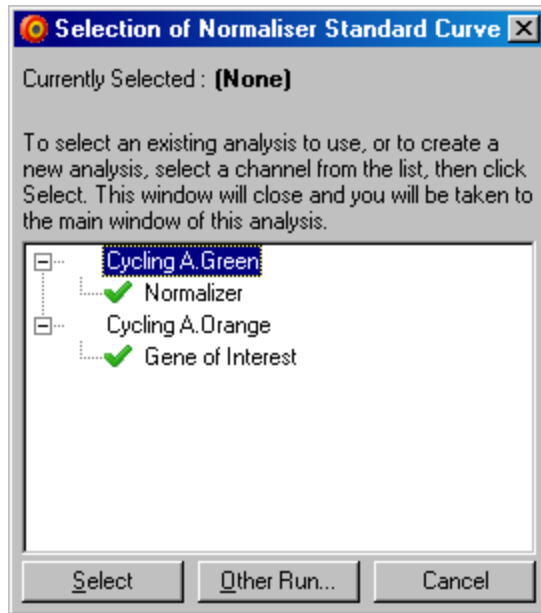 Selection of Normaliser Standard Curve
Currently Selected : (None)
To select an existing analysis to use, or to create a
new analysis, select a channel from the list, then click
Select. This window will close and you will be taken to
the main window of this analysis.
Cycling A.Green
Normalizer
Cycling A.Orange
Gene of Interest
Select Other Run... Cancel